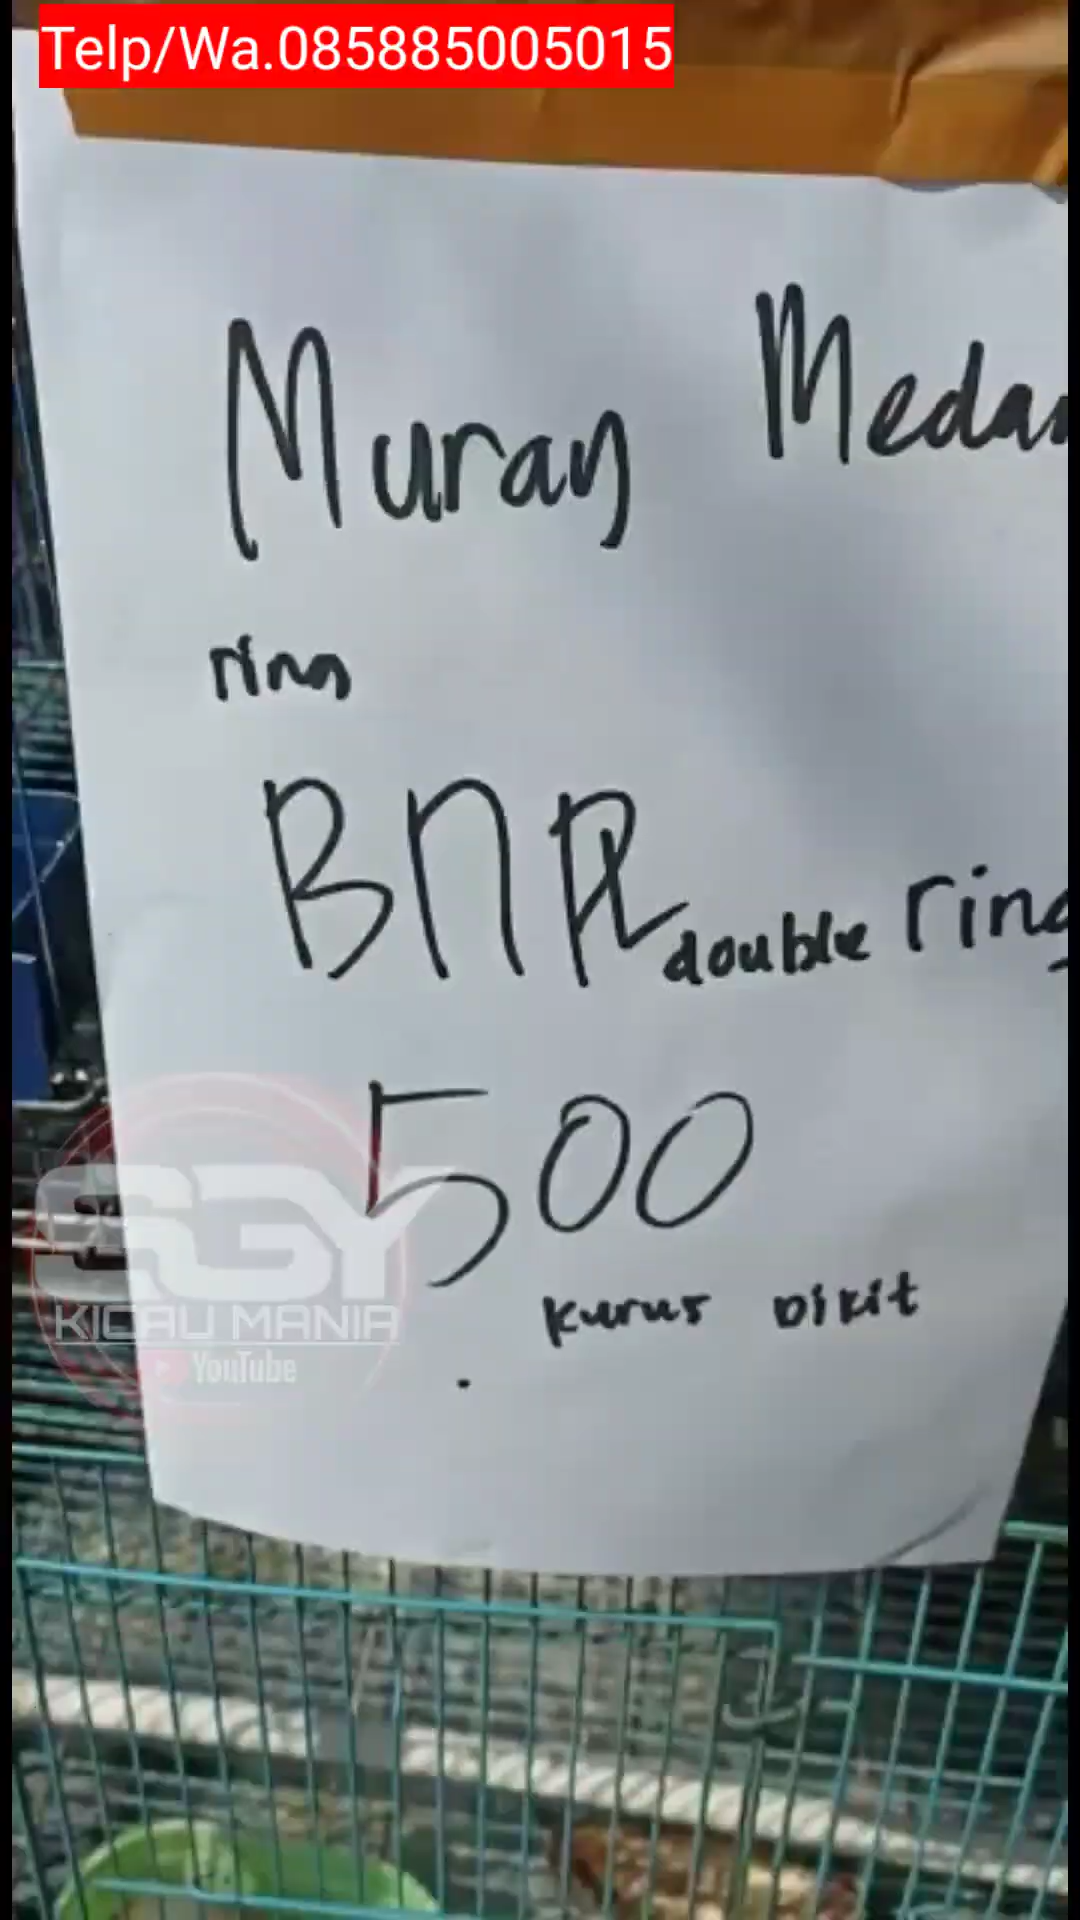 Telp/Wa.085885005015
Muray Medan
ring
BNR double ring
500
kurus dikit
SGY
KICAU MANIA
YouTube